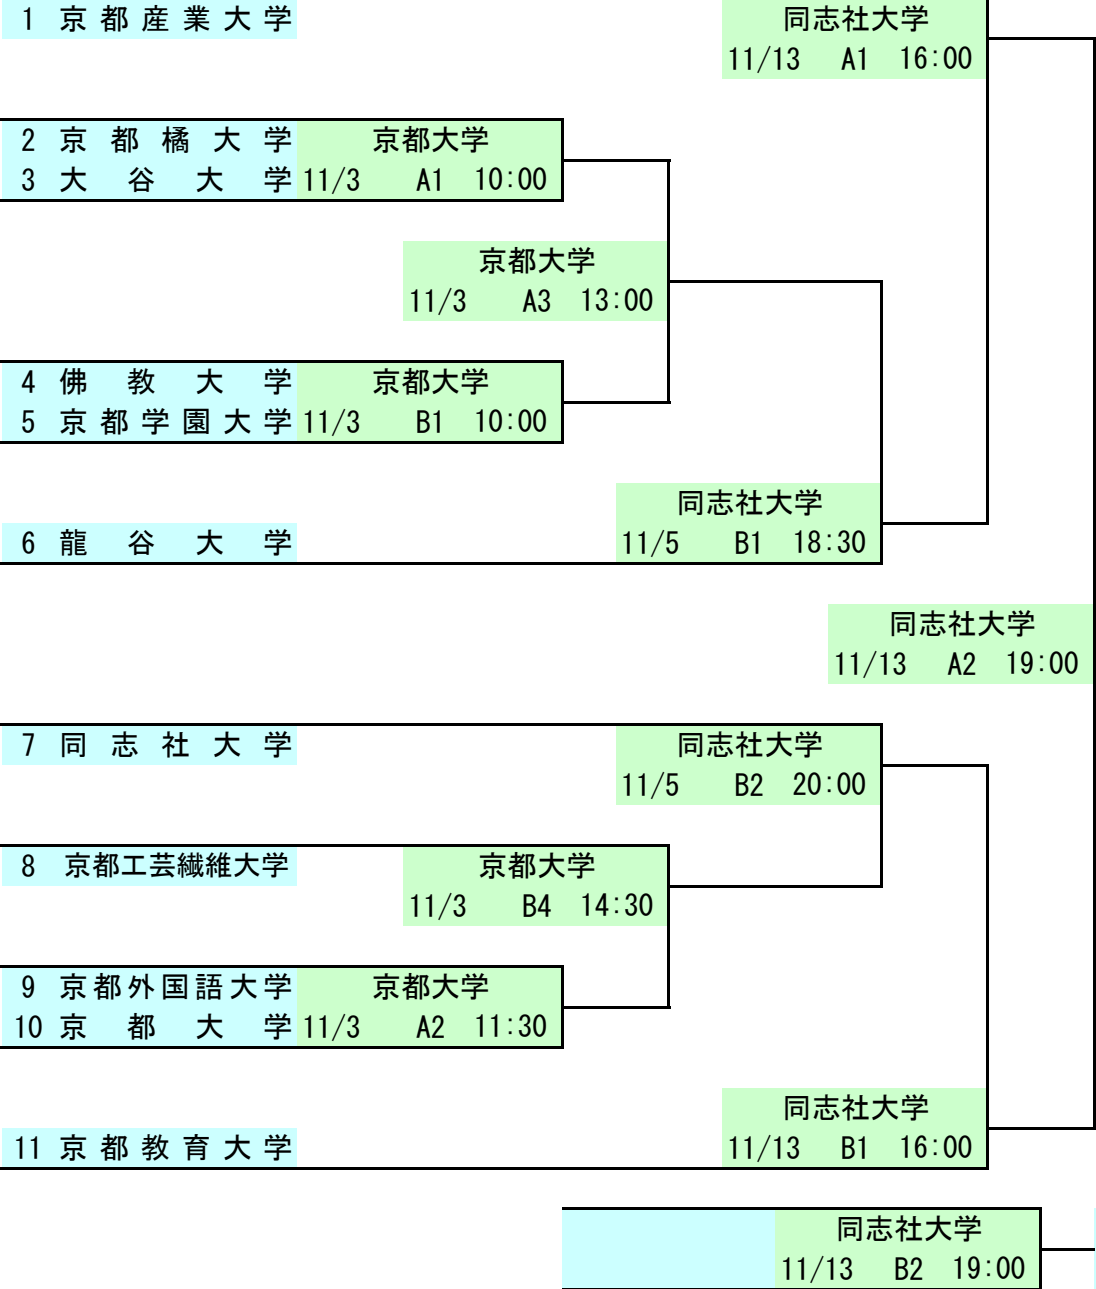 1 京都産業大学 同志社大学
11/13 A1 16:00
2 京都橘大学 京都大学
3 大谷大学 11/3 A1 10:00
京都大学
11/3 A3 13:00
4 佛教大学 京都大学
5 京都学園大学 11/3 B1 10:00
同志社大学
6 龍谷大学 11/5 B1 18:30
同志社大学
11/13 A2 19:00
7 同志社大学 同志社大学
11/5 B2 20:00
8 京都工芸繊維大学 京都大学
11/3 B4 14:30
9 京都外国語大学 京都大学
10 京都大学 11/3 A2 11:30
同志社大学
11 京都教育大学 11/13 B1 16:00
同志社大学
11/13 B2 19:00